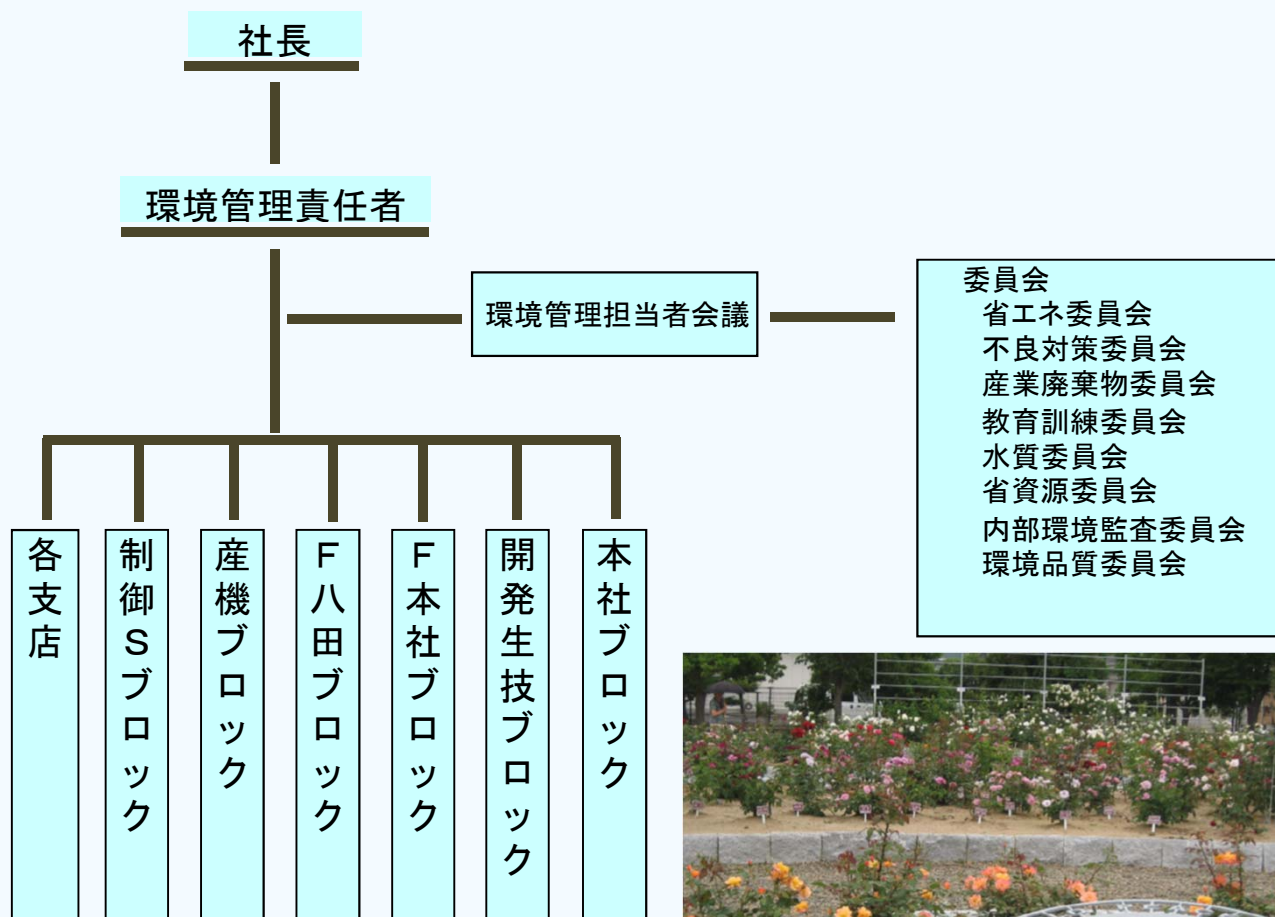 社長
環境管理責任者
環境管理担当者会議
委員会
省エネ委員会
不良対策委員会
産業廃棄物委員会
教育訓練委員会
水質委員会
省資源委員会
内部環境監査委員会
環境品質委員会
各支店
制御Sブロック
産機ブロック
F八田ブロック
F本社ブロック
開発生技ブロック
本社ブロック